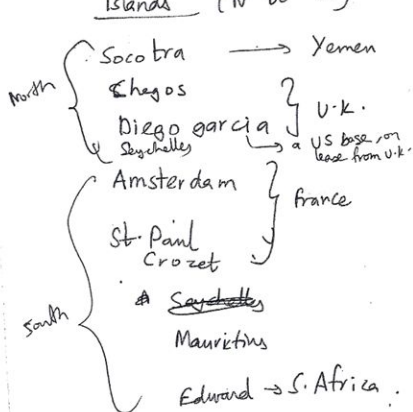 Islands (N
North
Socotra → Yemen
Chagos
U.K.
Diego garcia → a US base, on
lease from U.K.
Seychelles
Amsterdam
France
St. Paul
Crozet
South
Seychelles
Mauritius
Edward → S. Africa.